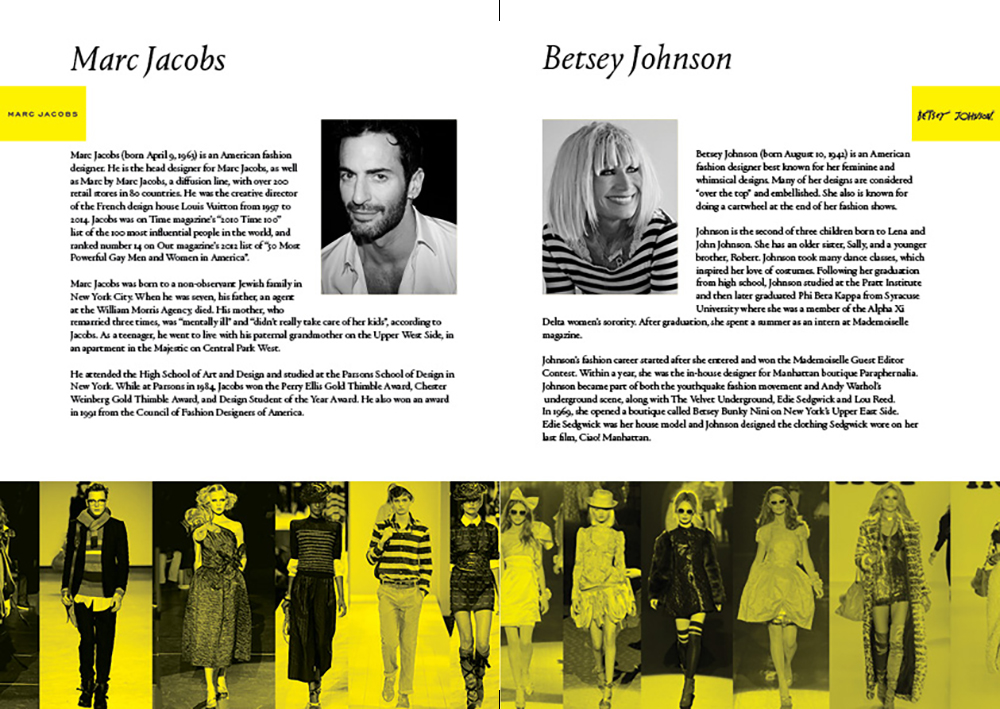 Marc Jacobs
MARC JACOBS
Marc Jacobs (born April 9, 1963) is an American fashion
designer. He is the head designer for Marc Jacobs, as well
as Marc by Marc Jacobs, a diffusion line, with over 200
retail stores in 80 countries. He was the creative director
of the French design house Louis Vuitton from 1997 to
2014. Jacobs was on Time magazine's "2010 Time 100"
list of the 100 most influential people in the world, and
ranked number 14 on Out magazine's 2012 list of "50 Most
Powerful Gay Men and Women in America".
Marc Jacobs was born to a non-observant Jewish family in
New York City. When he was seven, his father, an agent
at the William Morris Agency, died. His mother, who
remarried three times, was "mentally ill" and "didn't really take care of her kids", according to
Jacobs. As a teenager, he went to live with his paternal grandmother on the Upper West Side, in
an apartment in the Majestic on Central Park West.
He attended the High School of Art and Design and studied at the Parsons School of Design in
New York. While at Parsons in 1984, Jacobs won the Perry Ellis Gold Thimble Award, Chester
Weinberg Gold Thimble Award, and Design Student of the Year Award. He also won an award
in 1991 from the Council of Fashion Designers of America.
Betsey Johnson
BETSEY JOHNSON
Betsey Johnson (born August 10, 1942) is an American
fashion designer best known for her feminine and
whimsical designs. Many of her designs are considered
"over the top" and embellished. She also is known for
doing a cartwheel at the end of her fashion shows.
Johnson is the second of three children born to Lena and
John Johnson. She has an older sister, Sally, and a younger
brother, Robert. Johnson took many dance classes, which
inspired her love of costumes. Following her graduation
from high school, Johnson studied at the Pratt Institute
and then later graduated Phi Beta Kappa from Syracuse
University where she was a member of the Alpha Xi
Delta women's sorority. After graduation, she spent a summer as an intern at Mademoiselle
magazine.
Johnson's fashion career started after she entered and won the Mademoiselle Guest Editor
Contest. Within a year, she was the in-house designer for Manhattan boutique Paraphernalia.
Johnson became part of both the youthquake fashion movement and Andy Warhol's
underground scene, along with The Velvet Underground, Edie Sedgwick and Lou Reed.
In 1969, she opened a boutique called Betsey Bunky Nini on New York's Upper East Side.
Edie Sedgwick was her house model and Johnson designed the clothing Sedgwick wore on her
last film, Ciao! Manhattan.